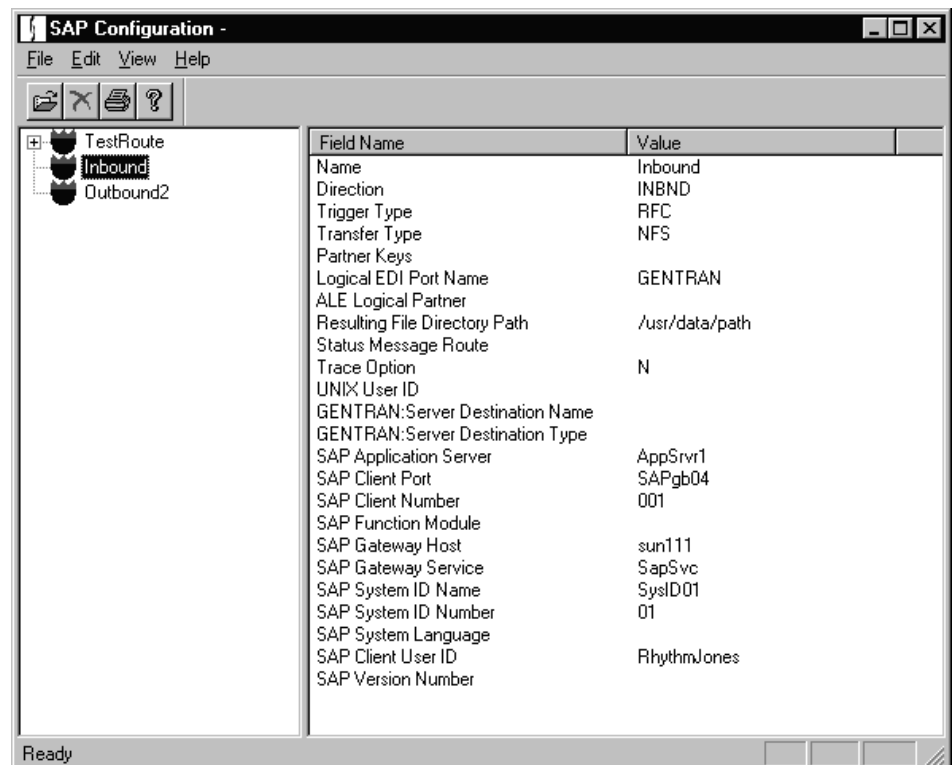 SAP Configuration -
File Edit View Help
TestRoute
Inbound
Outbound2
Field Name Value
Name Inbound
Direction INBND
Trigger Type RFC
Transfer Type NFS
Partner Keys
Logical EDI Port Name GENTRAN
ALE Logical Partner
Resulting File Directory Path /usr/data/path
Status Message Route
Trace Option N
UNIX User ID
GENTRAN:Server Destination Name
GENTRAN:Server Destination Type
SAP Application Server AppSrvr1
SAP Client Port SAPgb04
SAP Client Number 001
SAP Function Module
SAP Gateway Host sun111
SAP Gateway Service SapSvc
SAP System ID Name SysID01
SAP System ID Number 01
SAP System Language
SAP Client User ID RhythmJones
SAP Version Number
Ready